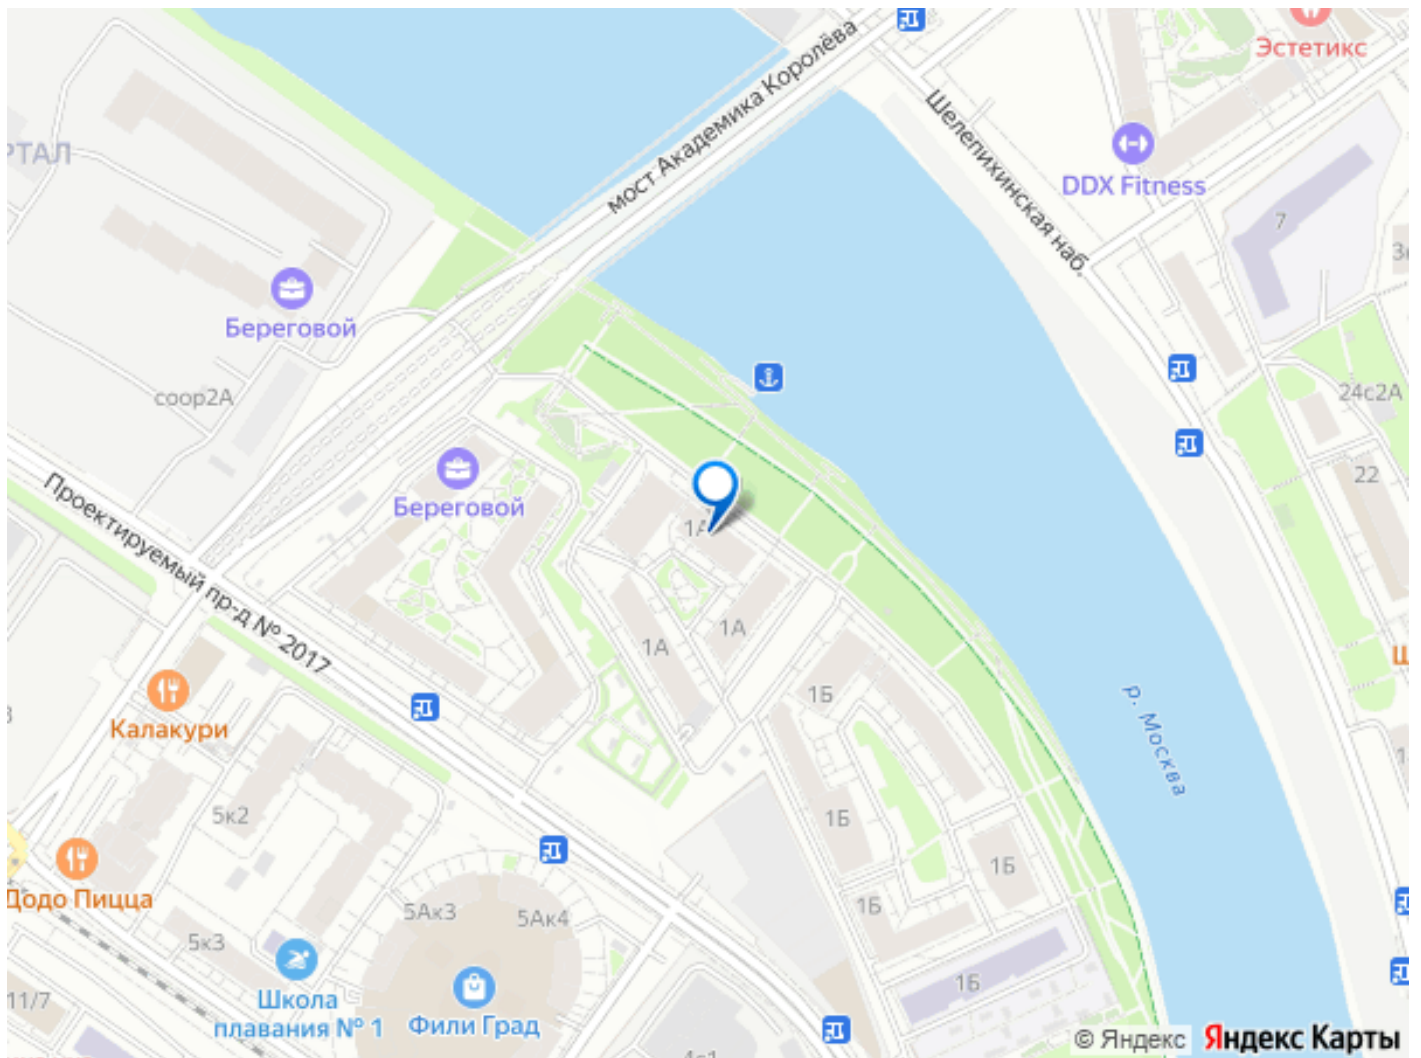 мост Академика Королёва
Эстетикс
Шелепихинская наб.
DDX Fitness
РТАЛ
7
Береговой
соор2А
24с2А
22
Береговой
Проектируемый пр-д № 2017
1А
1А
1А
1Б
р. Москва
Калакури
5к2
1Б
1Б
Додо Пицца
5Ак3
5Ак4
1Б
5к3
1Б
11/7
Школа
плавания № 1
Фили Град
© Яндекс
Яндекс Карты